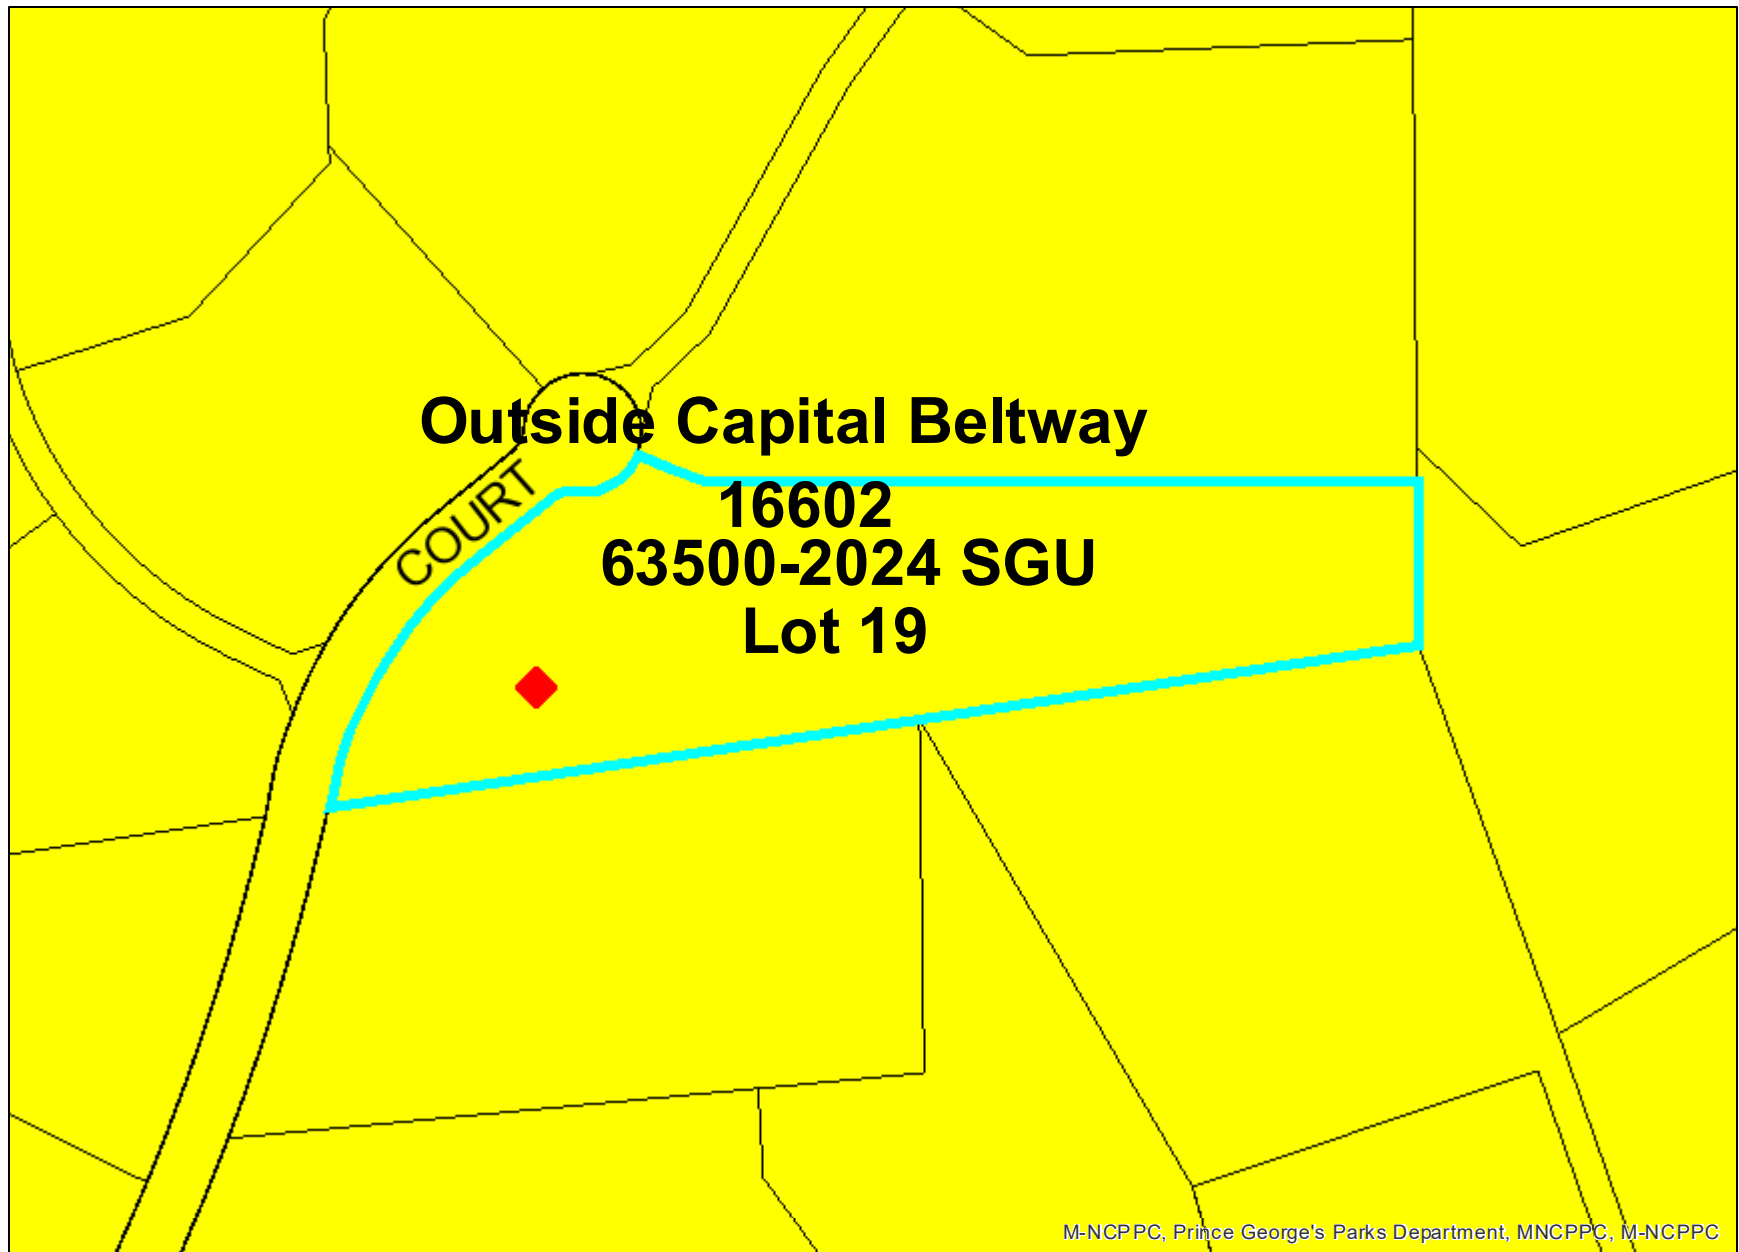 Outside Capital Beltway
COURT
16602
63500-2024 SGU
Lot 19
M-NCPPC, Prince George's Parks Department, MNCPPC, M-NCPPC